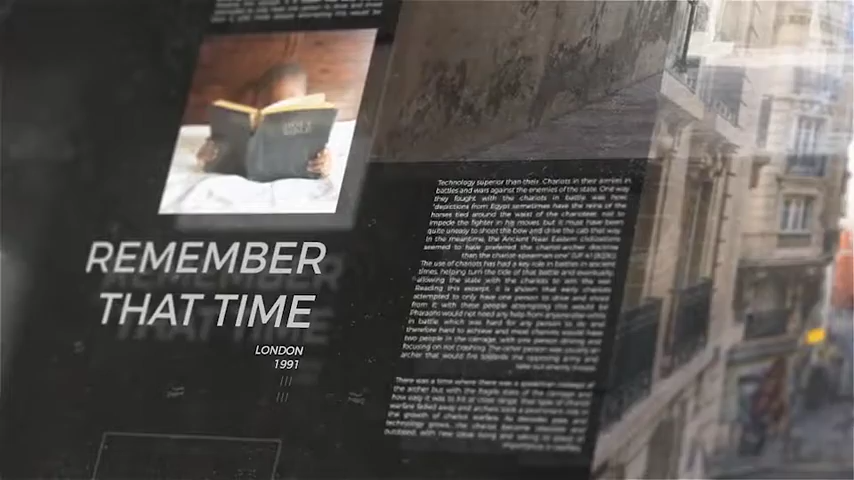 REMEMBER
THAT TIME
LONDON
1991
Technology superior than their. Chariots in their armies in
battles and wars against the enemies of the state. One way
they fought with the chariots in battle was how
"depictions from Egypt sometimes have the reins of the
horses tied around the waist of the charioteer, not to
impede the fighter in his moves, but it must have been
quite uneasy to shoot the bow and drive the cab that way.
In the meantime, the Ancient Near Eastern civilizations
seemed to have preferred the chariot-archer doctrine
than the chariot-spearman one"
The use of chariots has had a key role in battles in ancient
times, helping turn the tide of that battle and eventually,
allowing the state with the chariots to win the war.
Reading this excerpt, it is shown that early chariots
attempted to only have one person to drive and shoot
from it, with these people attempting this would be
Pharaohs would not need any help from anyone else while
in battle, which was hard for any person to do and
therefore hard to achieve and most chariots would have
two people in the carriage, with one person driving and
focusing on not crashing. The other person was usually an
archer that would fire towards the opposing army and
take out enemy troops.
There was a time where there was a spearman instead of
the archer but with the fragile state of the carriage and
how easy it was to hit at close range, that type of chariot
warfare faded away and archers took a prominent role in
the growth of chariot warfare. As decades pass and
technology grows, the chariot became
outdated, with new ideas living and taking
importance in warfare.